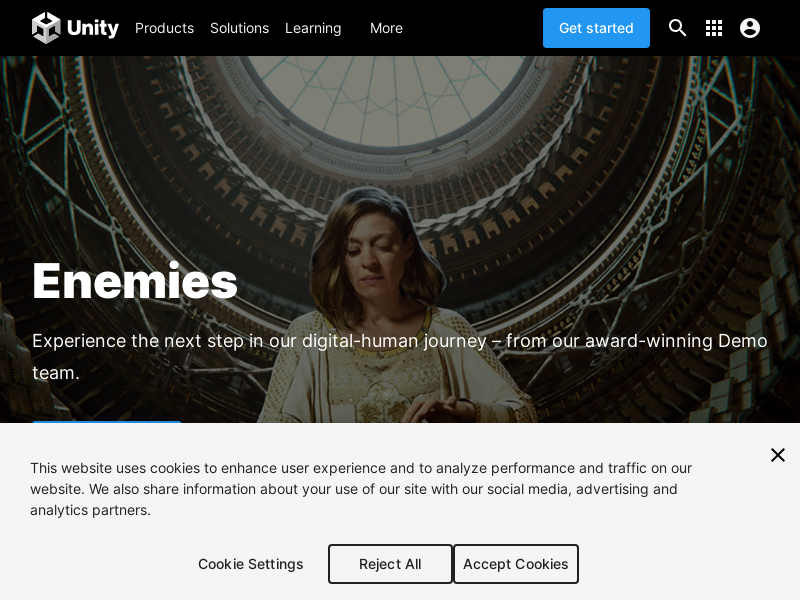 Unity
Products
Solutions
Learning
More
Get started
Enemies
Experience the next step in our digital-human journey – from our award-winning Demo
team.
This website uses cookies to enhance user experience and to analyze performance and traffic on our
website. We also share information about your use of our site with our social media, advertising and
analytics partners.
Cookie Settings
Reject All
Accept Cookies